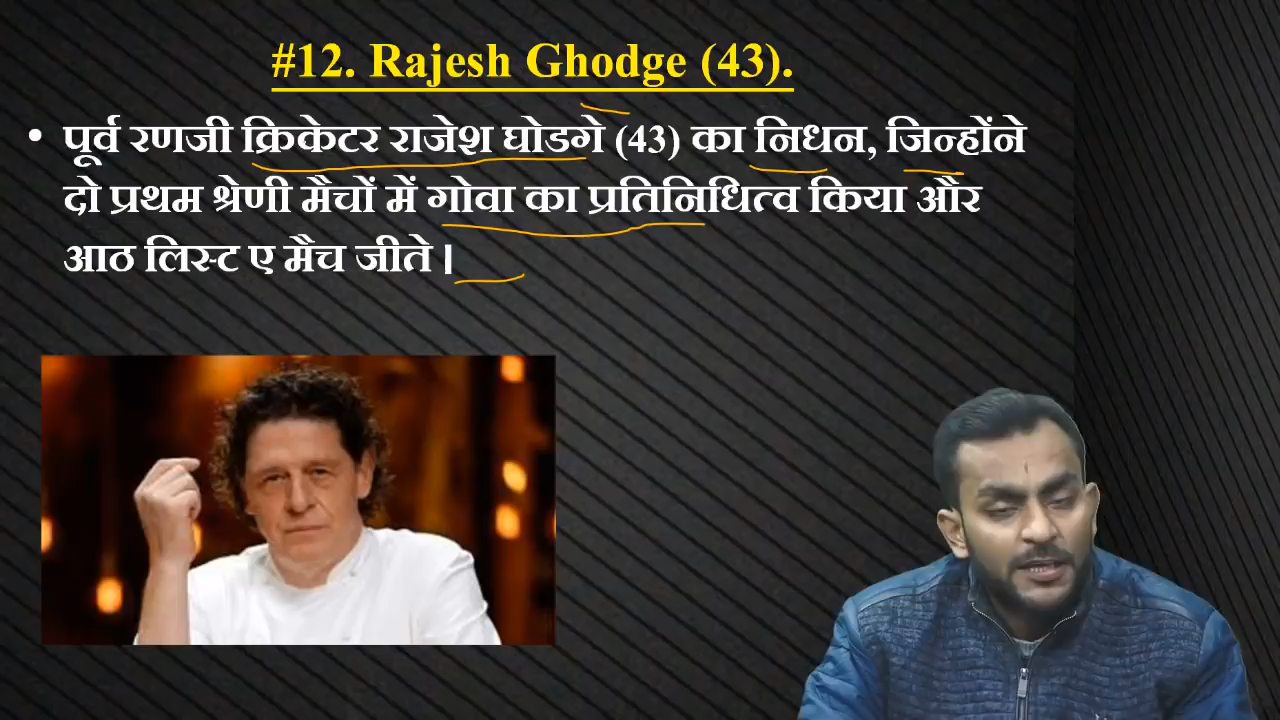 #12. Rajesh Ghodge (43).
• पूर्व रणजी क्रिकेटर राजेश घोडगे (43) का निधन, जिन्होंने
दो प्रथम श्रेणी मैचों में गोवा का प्रतिनिधित्व किया और
आठ लिस्ट ए मैच जीते।